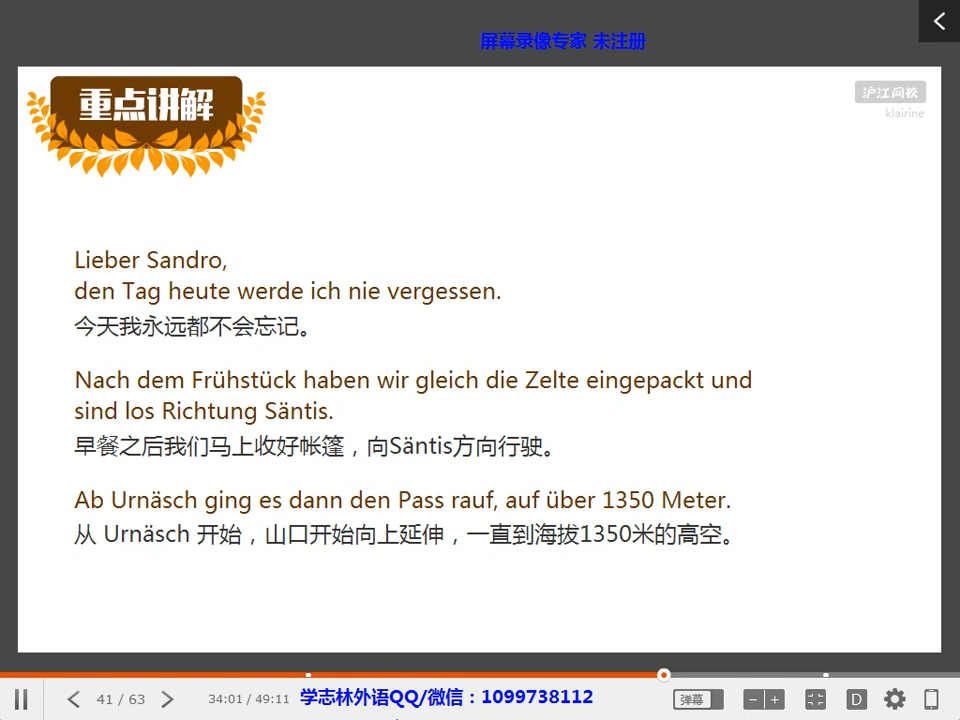 屏幕录像专家 未注册
重点讲解
沪江网校
klairine
Lieber Sandro,
den Tag heute werde ich nie vergessen.
今天我永远都不会忘记。
Nach dem Frühstück haben wir gleich die Zelte eingepackt und
sind los Richtung Säntis.
早餐之后我们马上收好帐篷，向Säntis方向行驶。
Ab Urnäsch ging es dann den Pass rauf, auf über 1350 Meter.
从 Urnäsch 开始，山口开始向上延伸，一直到海拔1350米的高空。
41 / 63
34:01 / 49:11
学志林外语QQ/微信：1099738112
弹幕
D